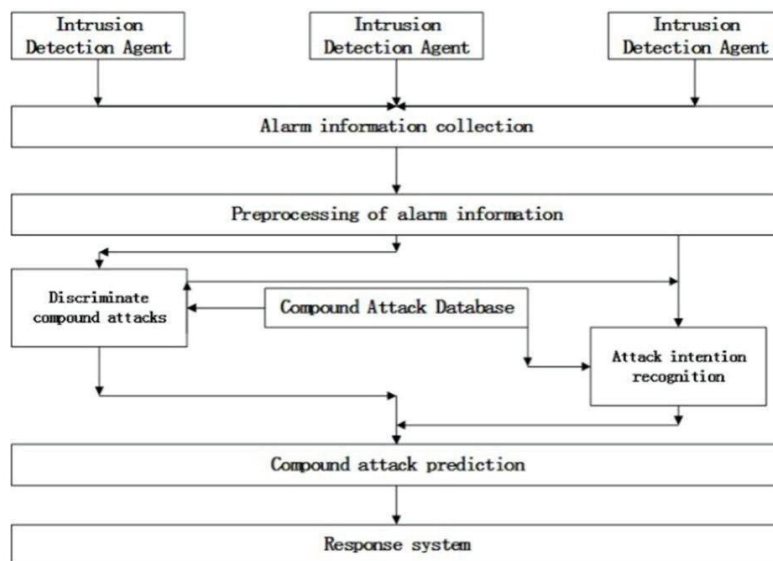 Intrusion
Detection Agent
Intrusion
Detection Agent
Intrusion
Detection Agent
Alarm information collection
Preprocessing of alarm information
Discriminate
compound attacks
Compound Attack Database
Attack intention
recognition
Compound attack prediction
Response system